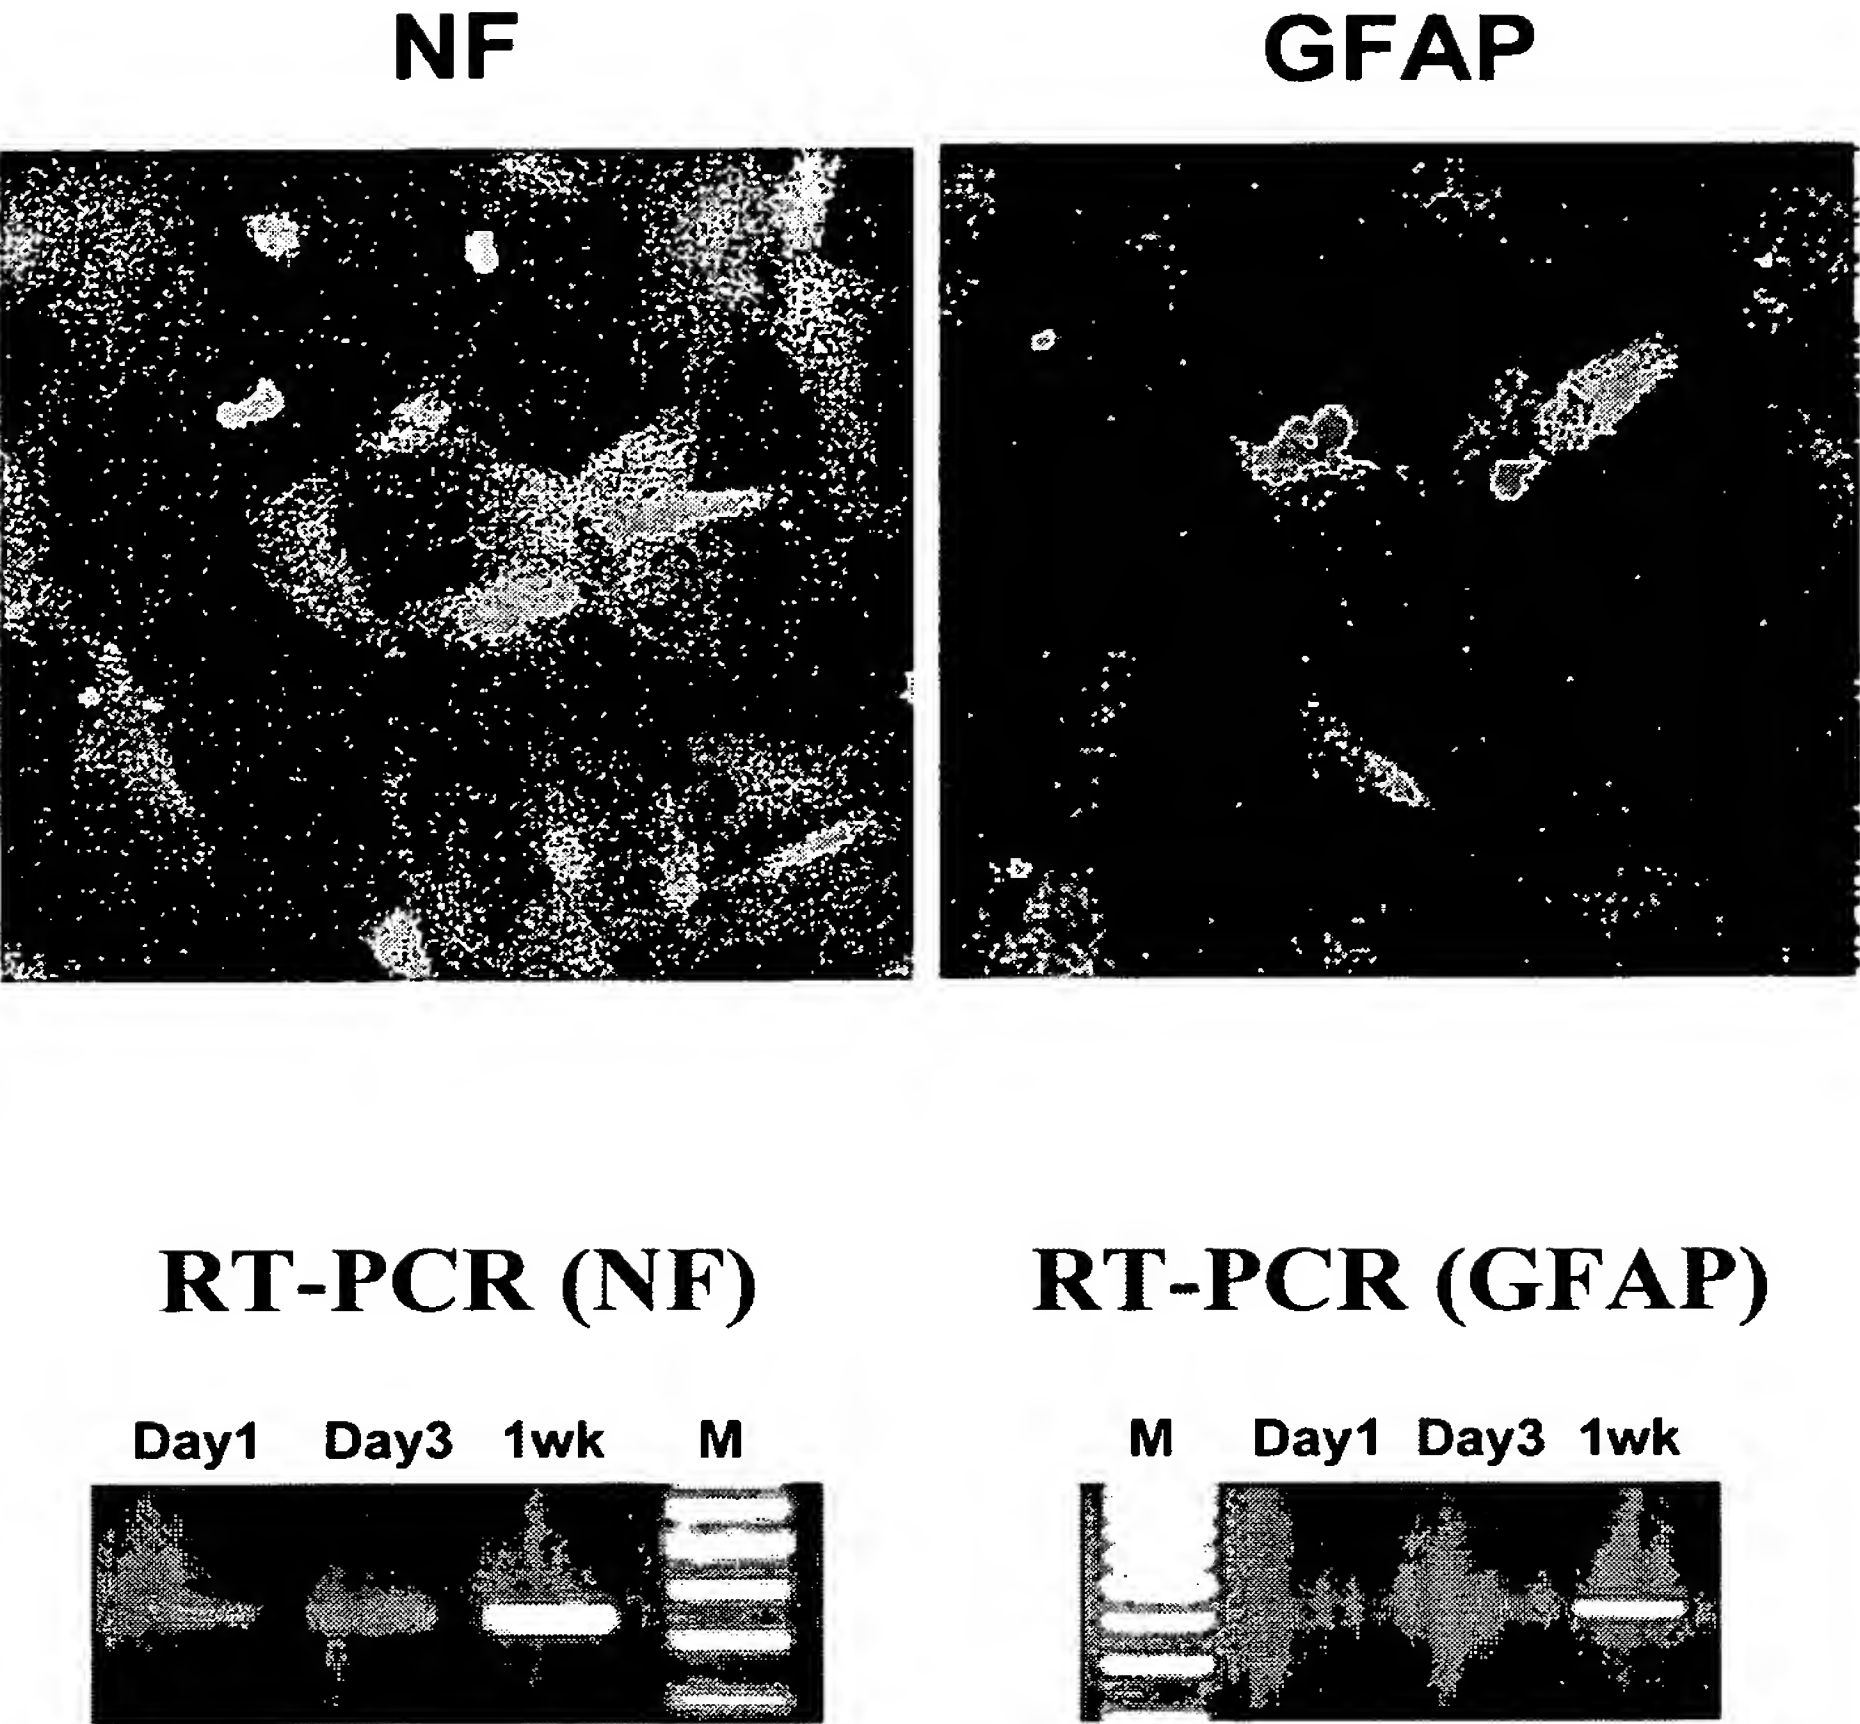 NF GFAP
RT-PCR (NF) RT-PCR (GFAP)
Day1 Day3 1wk M M Day1 Day3 1wk